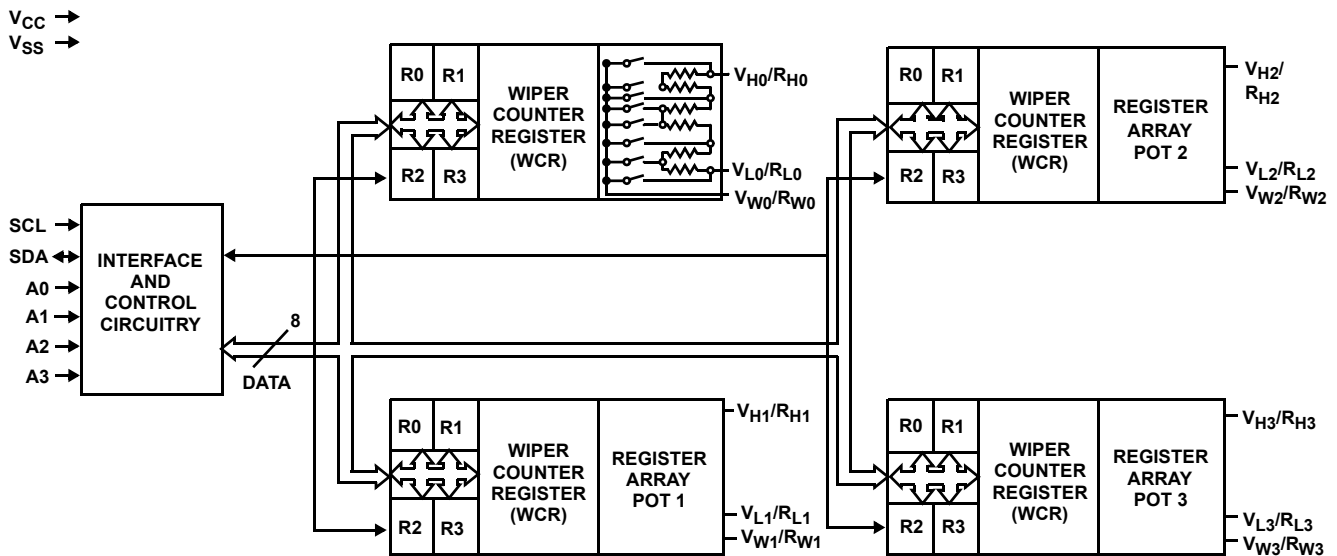 VCC
VSS
R0 R1
R2 R3
WIPER
COUNTER
REGISTER
(WCR)
VH0/RH0
VL0/RL0
VW0/RW0
R0 R1
R2 R3
WIPER
COUNTER
REGISTER
(WCR)
REGISTER
ARRAY
POT 2
VH2/
RH2
VL2/RL2
VW2/RW2
SCL
SDA
A0
A1
A2
A3
INTERFACE
AND
CONTROL
CIRCUITRY
8
DATA
R0 R1
R2 R3
WIPER
COUNTER
REGISTER
(WCR)
REGISTER
ARRAY
POT 1
VH1/RH1
VL1/RL1
VW1/RW1
R0 R1
R2 R3
WIPER
COUNTER
REGISTER
(WCR)
REGISTER
ARRAY
POT 3
VH3/RH3
VL3/RL3
VW3/RW3